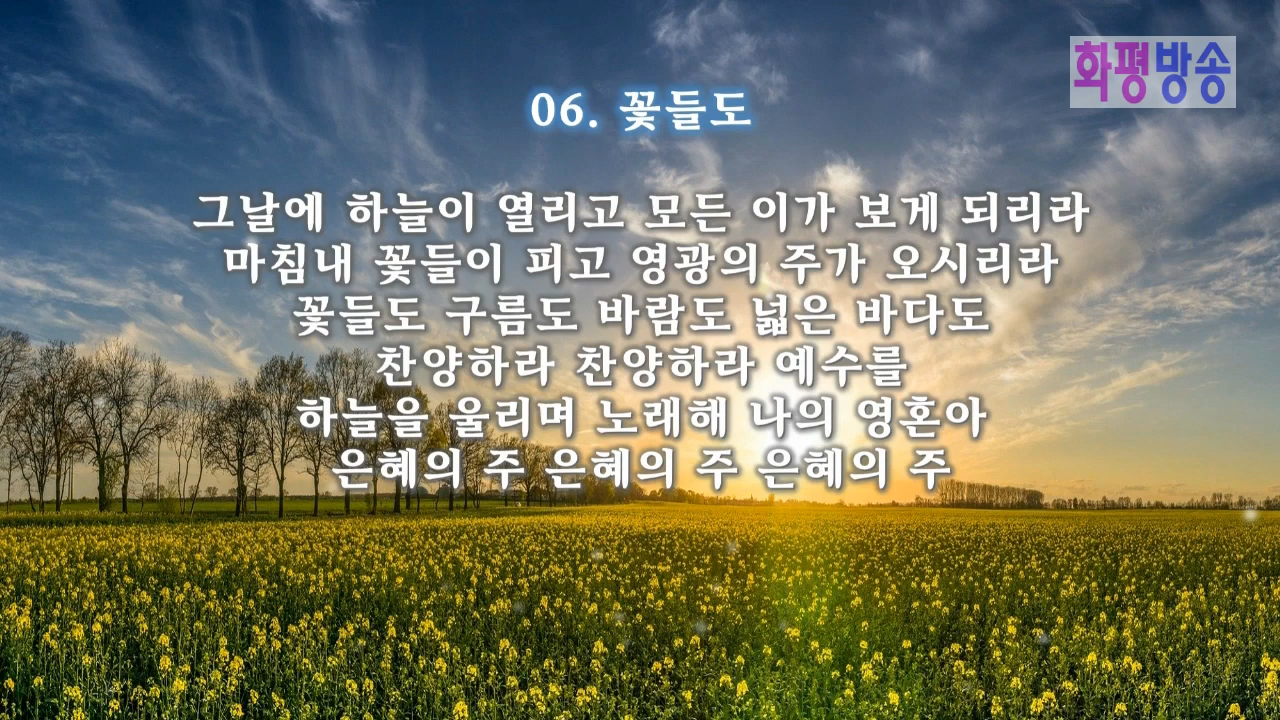 화평방송
06. 꽃들도
그날에 하늘이 열리고 모든 이가 보게 되리라
마침내 꽃들이 피고 영광의 주가 오시리라
꽃들도 구름도 바람도 넓은 바다도
찬양하라 찬양하라 예수를
하늘을 울리며 노래해 나의 영혼아
은혜의 주 은혜의 주 은혜의 주